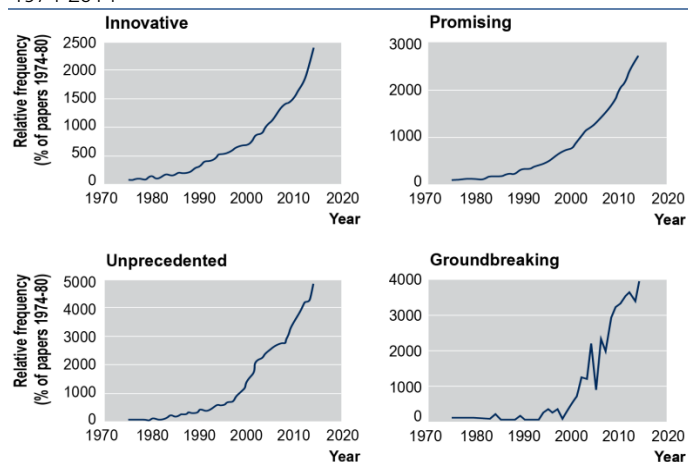 1974-2014
Innovative
Relative frequency
(% of papers 1974-80)
2500
2000
1500
1000
500
0
1970 1980 1990 2000 2010 2020
Year
Promising
3000
2000
1000
0
1970 1980 1990 2000 2010 2020
Year
Unprecedented
Relative frequency
(% of papers 1974-80)
5000
4000
3000
2000
1000
0
1970 1980 1990 2000 2010 2020
Year
Groundbreaking
4000
3000
2000
1000
0
1970 1980 1990 2000 2010 2020
Year